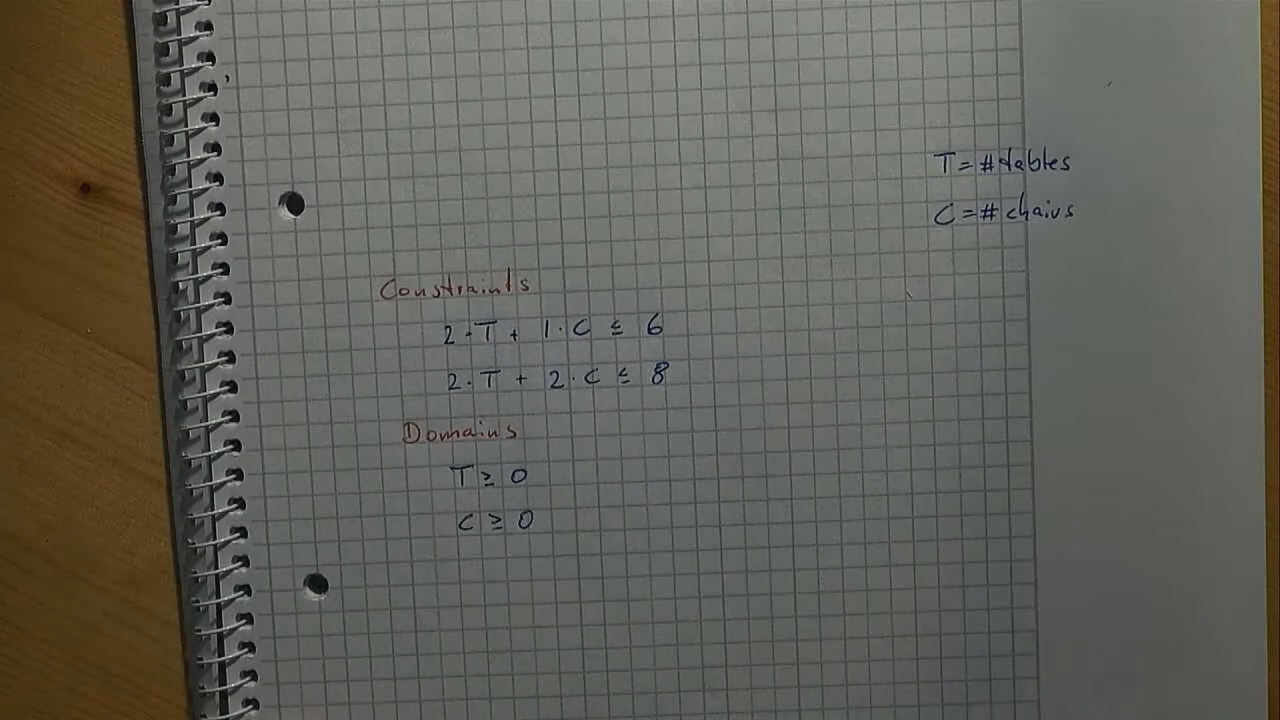 T = #tables
C = #chairs
Constraints
2·T + 1·C ≤ 6
2·T + 2·C ≤ 8
Domains
T ≥ 0
C ≥ 0